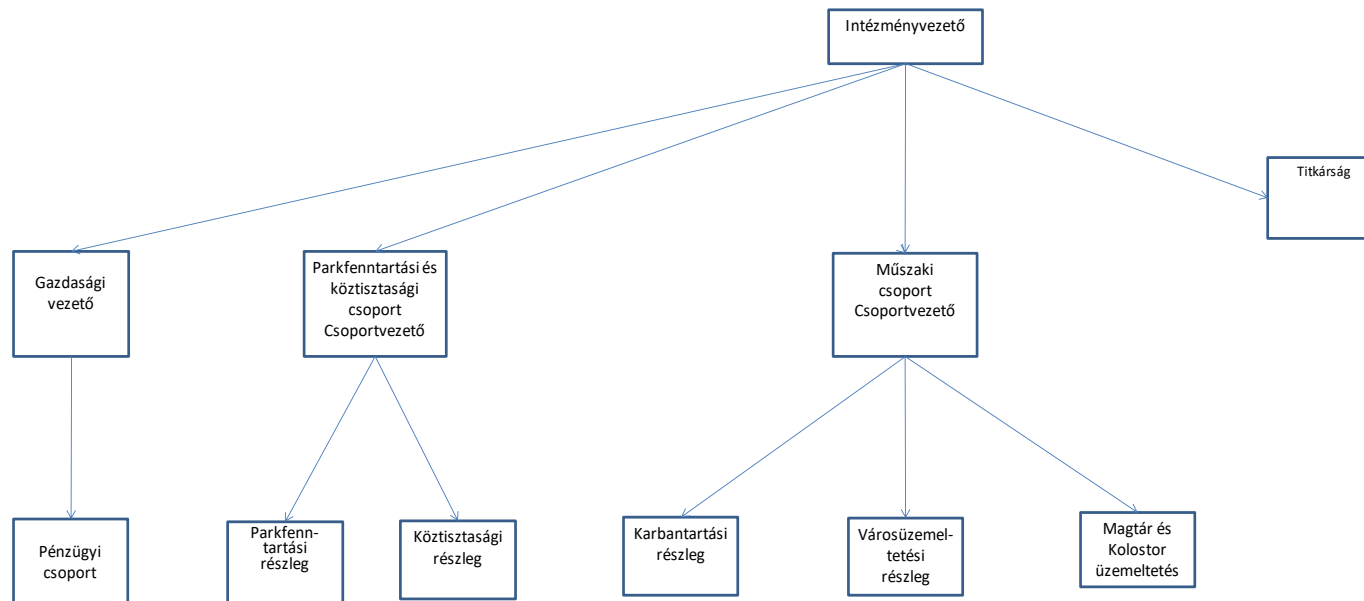 Intézményvezető
Titkárság
Gazdasági
vezető
Parkfenntartási és
köztisztasági
csoport
Csoportvezető
Műszaki
csoport
Csoportvezető
Pénzügyi
csoport
Parkfenn-
tartási
részleg
Köztisztasági
részleg
Karbantartási
részleg
Városüzemel-
tetési
részleg
Magtár és
Kolostor
üzemeltetés